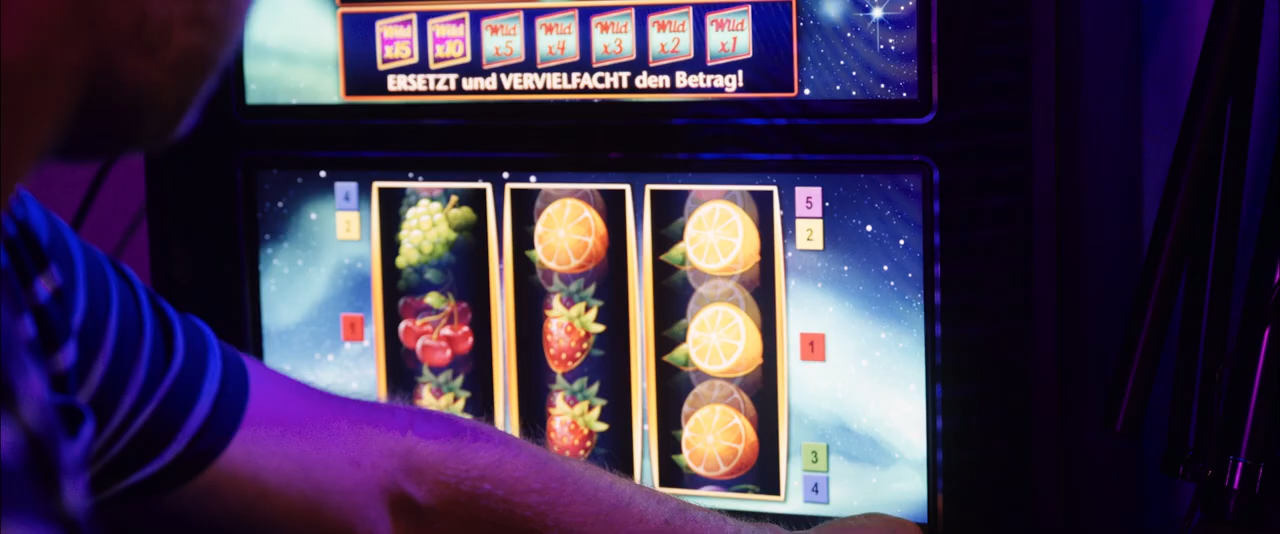 Wild x15 Wild x10 Wild x5 Wild x4 Wild x3 Wild x2 Wild x1
ERSETZT und VERVIELFACHT den Betrag!
4 5
2 2
1 1
3
4